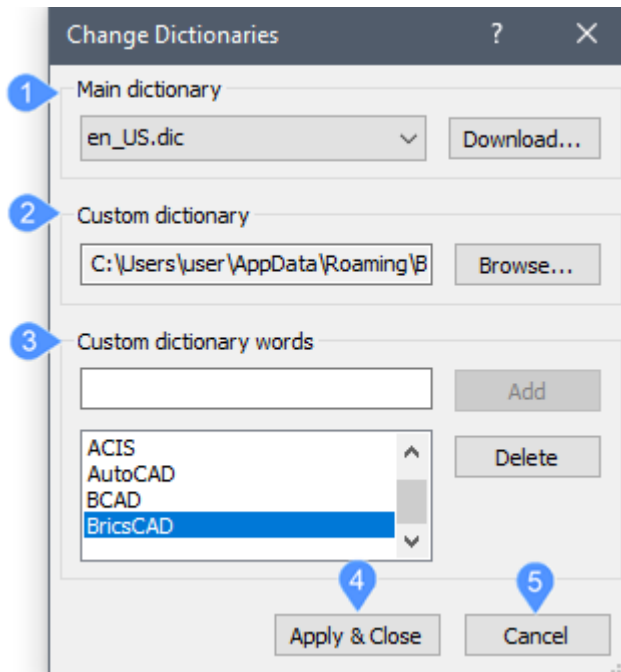 Change Dictionaries ? ×
1 Main dictionary
en_US.dic Download...
2 Custom dictionary
C:\Users\user\AppData\Roaming\B Browse...
3 Custom dictionary words
Add
ACIS
Delete
AutoCAD
BCAD
BricsCAD
4 5
Apply & Close Cancel